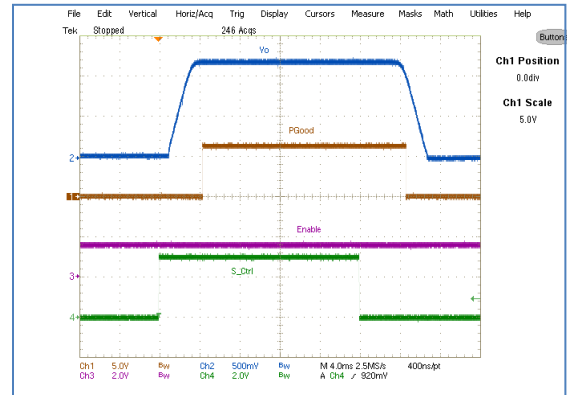 File Edit Vertical Horiz/Acq Trig Display Cursors Measure Masks Math Utilities Help
Tek Stopped 246 Acqs
Button
Vo
Ch1 Position
0.0div
Ch1 Scale
5.0V
PGood
2
1
Enable
S_Ctrl
3
4
Ch1 5.0V Bw Ch2 500mV Bw M 4.0ms 2.5MS/s 400ns/pt
Ch3 2.0V Bw Ch4 2.0V Bw A Ch4 / 920mV